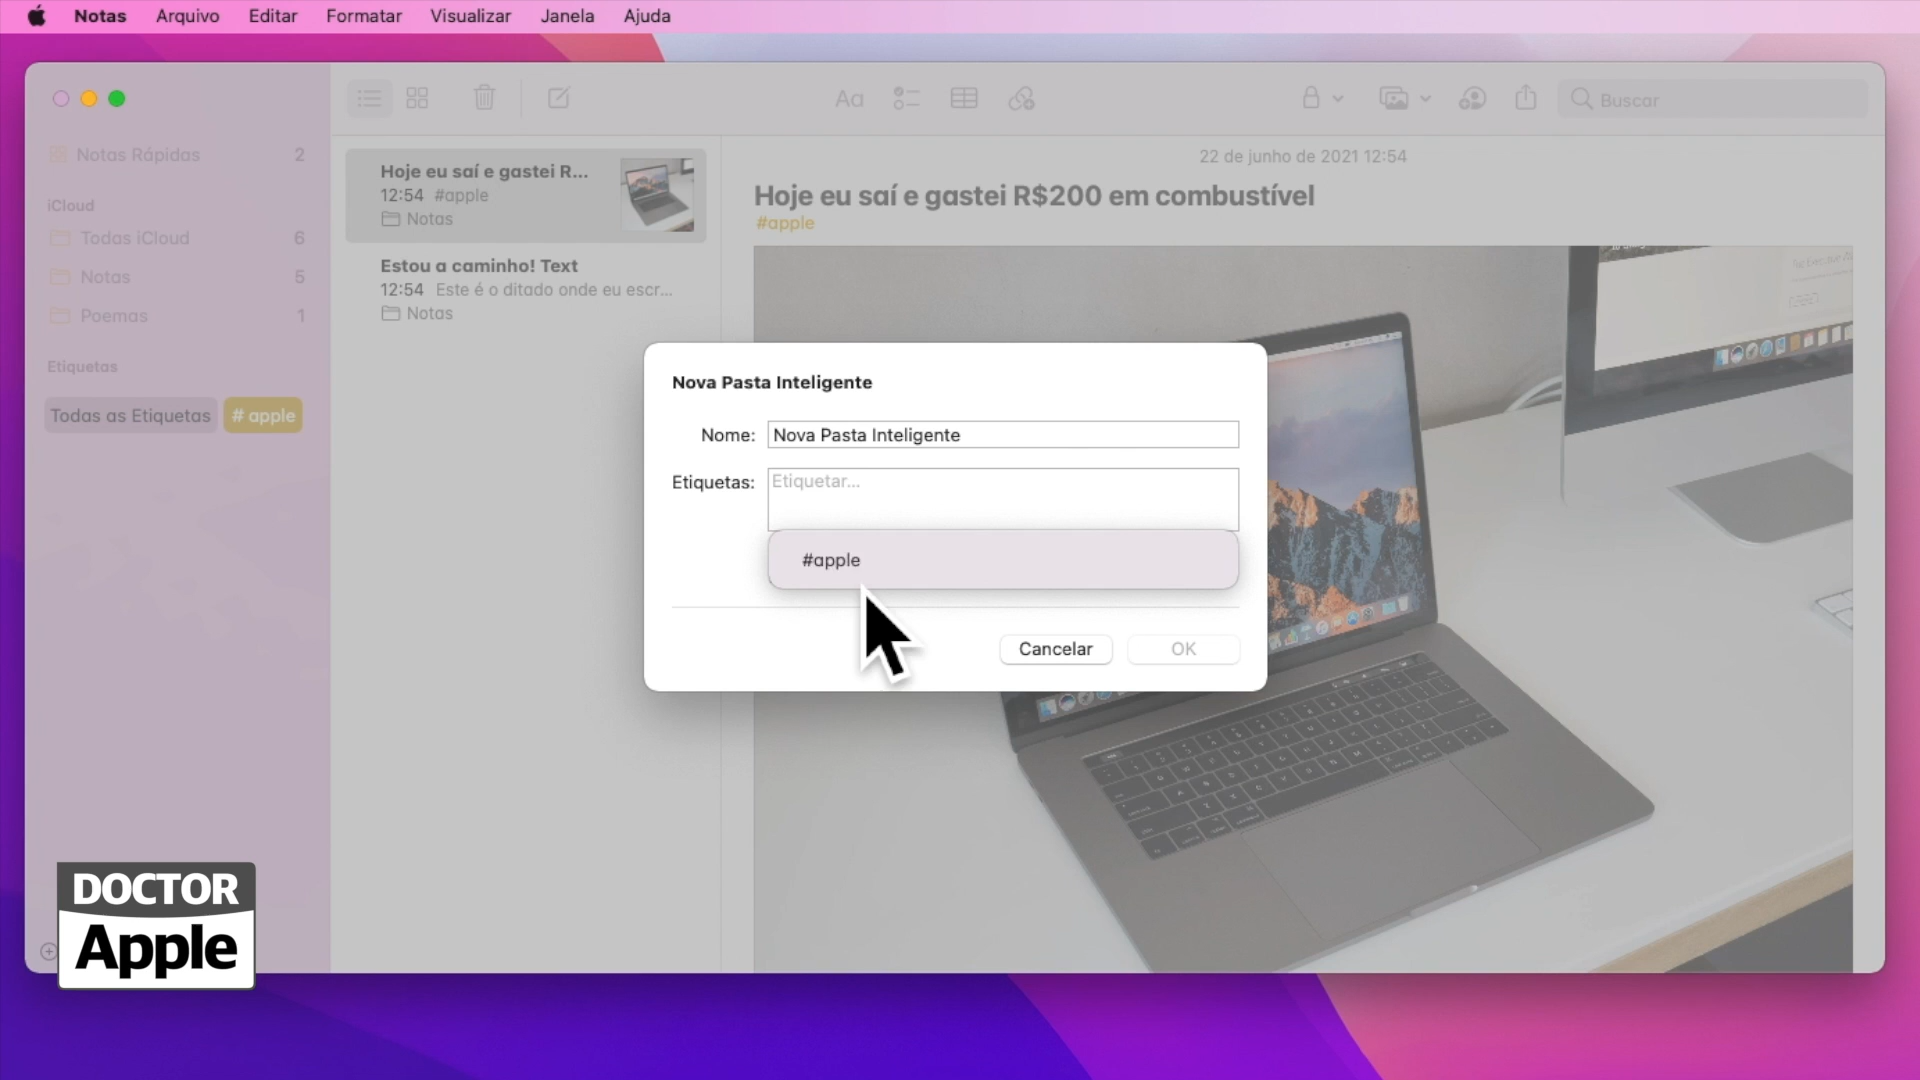 Notas Arquivo Editar Formatar Visualizar Janela Ajuda
Aa
Buscar
Notas Rápidas 2
iCloud
Todas iCloud 6
Notas 5
Poemas 1
Etiquetas
Todas as Etiquetas # apple
Hoje eu saí e gastei R...
12:54 #apple
Notas
Estou a caminho! Text
12:54 Este é o ditado onde eu escr...
Notas
22 de junho de 2021 12:54
Hoje eu saí e gastei R$200 em combustível
#apple
Nova Pasta Inteligente
Nome: Nova Pasta Inteligente
Etiquetas: Etiquetar...
#apple
Cancelar OK
DOCTOR
Apple